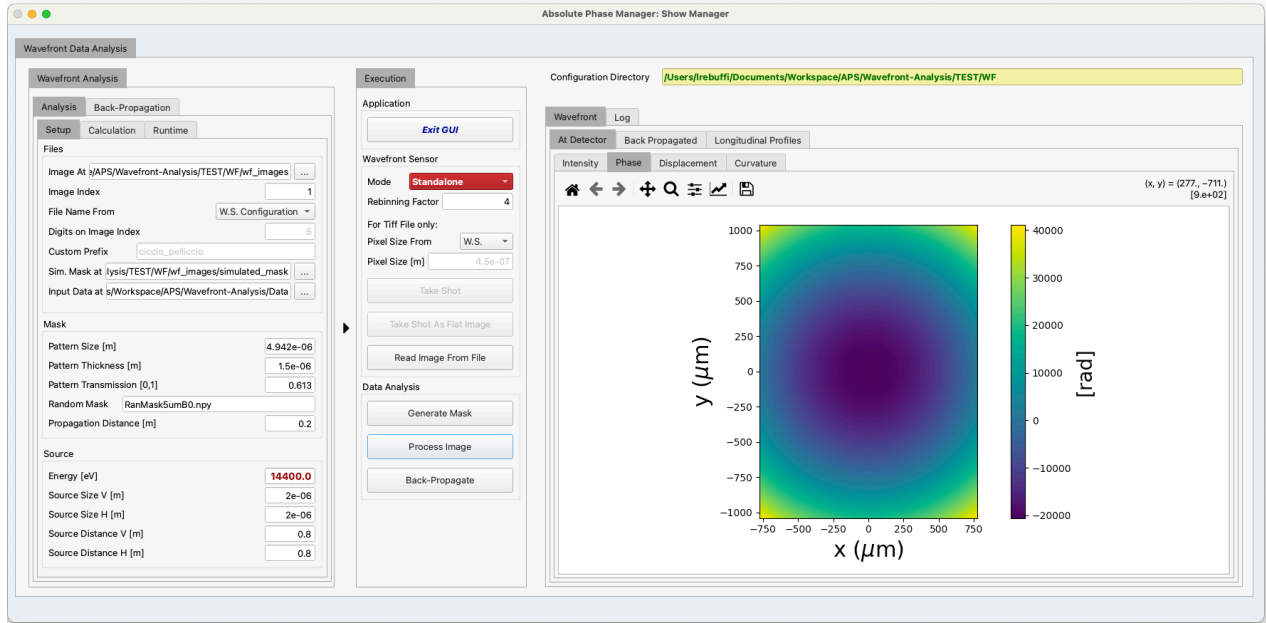 Absolute Phase Manager: Show Manager
Wavefront Data Analysis
Wavefront Analysis
Analysis Back-Propagation
Setup Calculation Runtime
Files
Image At /APS/Wavefront-Analysis/TEST/WF/wf_images ...
Image Index 1
File Name From W.S. Configuration
Digits on Image Index 5
Custom Prefix ciccio_pelliccio
Sim. Mask at lysis/TEST/WF/wf_images/simulated_mask ...
Input Data at s/Workspace/APS/Wavefront-Analysis/Data ...
Mask
Pattern Size [m] 4.942e-06
Pattern Thickness [m] 1.5e-06
Pattern Transmission [0,1] 0.613
Random Mask RanMask5umB0.npy
Propagation Distance [m] 0.2
Source
Energy [eV] 14400.0
Source Size V [m] 2e-06
Source Size H [m] 2e-06
Source Distance V [m] 0.8
Source Distance H [m] 0.8
Execution
Application
Exit GUI
Wavefront Sensor
Mode Standalone
Rebinning Factor 4
For Tiff File only:
Pixel Size From W.S.
Pixel Size [m] 4.5e-07
Take Shot
Take Shot As Flat Image
Read Image From File
Data Analysis
Generate Mask
Process Image
Back-Propagate
Configuration Directory /Users/lrebuffi/Documents/Workspace/APS/Wavefront-Analysis/TEST/WF
Wavefront Log
At Detector Back Propagated Longitudinal Profiles
Intensity Phase Displacement Curvature
(x, y) = (277., −711.)
[9.e+02]
y (μm)
1000
750
500
250
0
−250
−500
−750
−1000
−750 −500 −250 0 250 500 750
x (μm)
40000
30000
20000
10000
0
−10000
−20000
[rad]